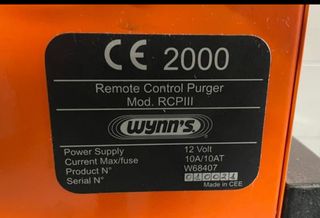 CE 2000
Remote Control Purger
Mod. RCPIII
WYNN'S
Power Supply 12 Volt
Current Max/fuse 10A/10AT
Product N° W68407
Serial N°
Made in CEE